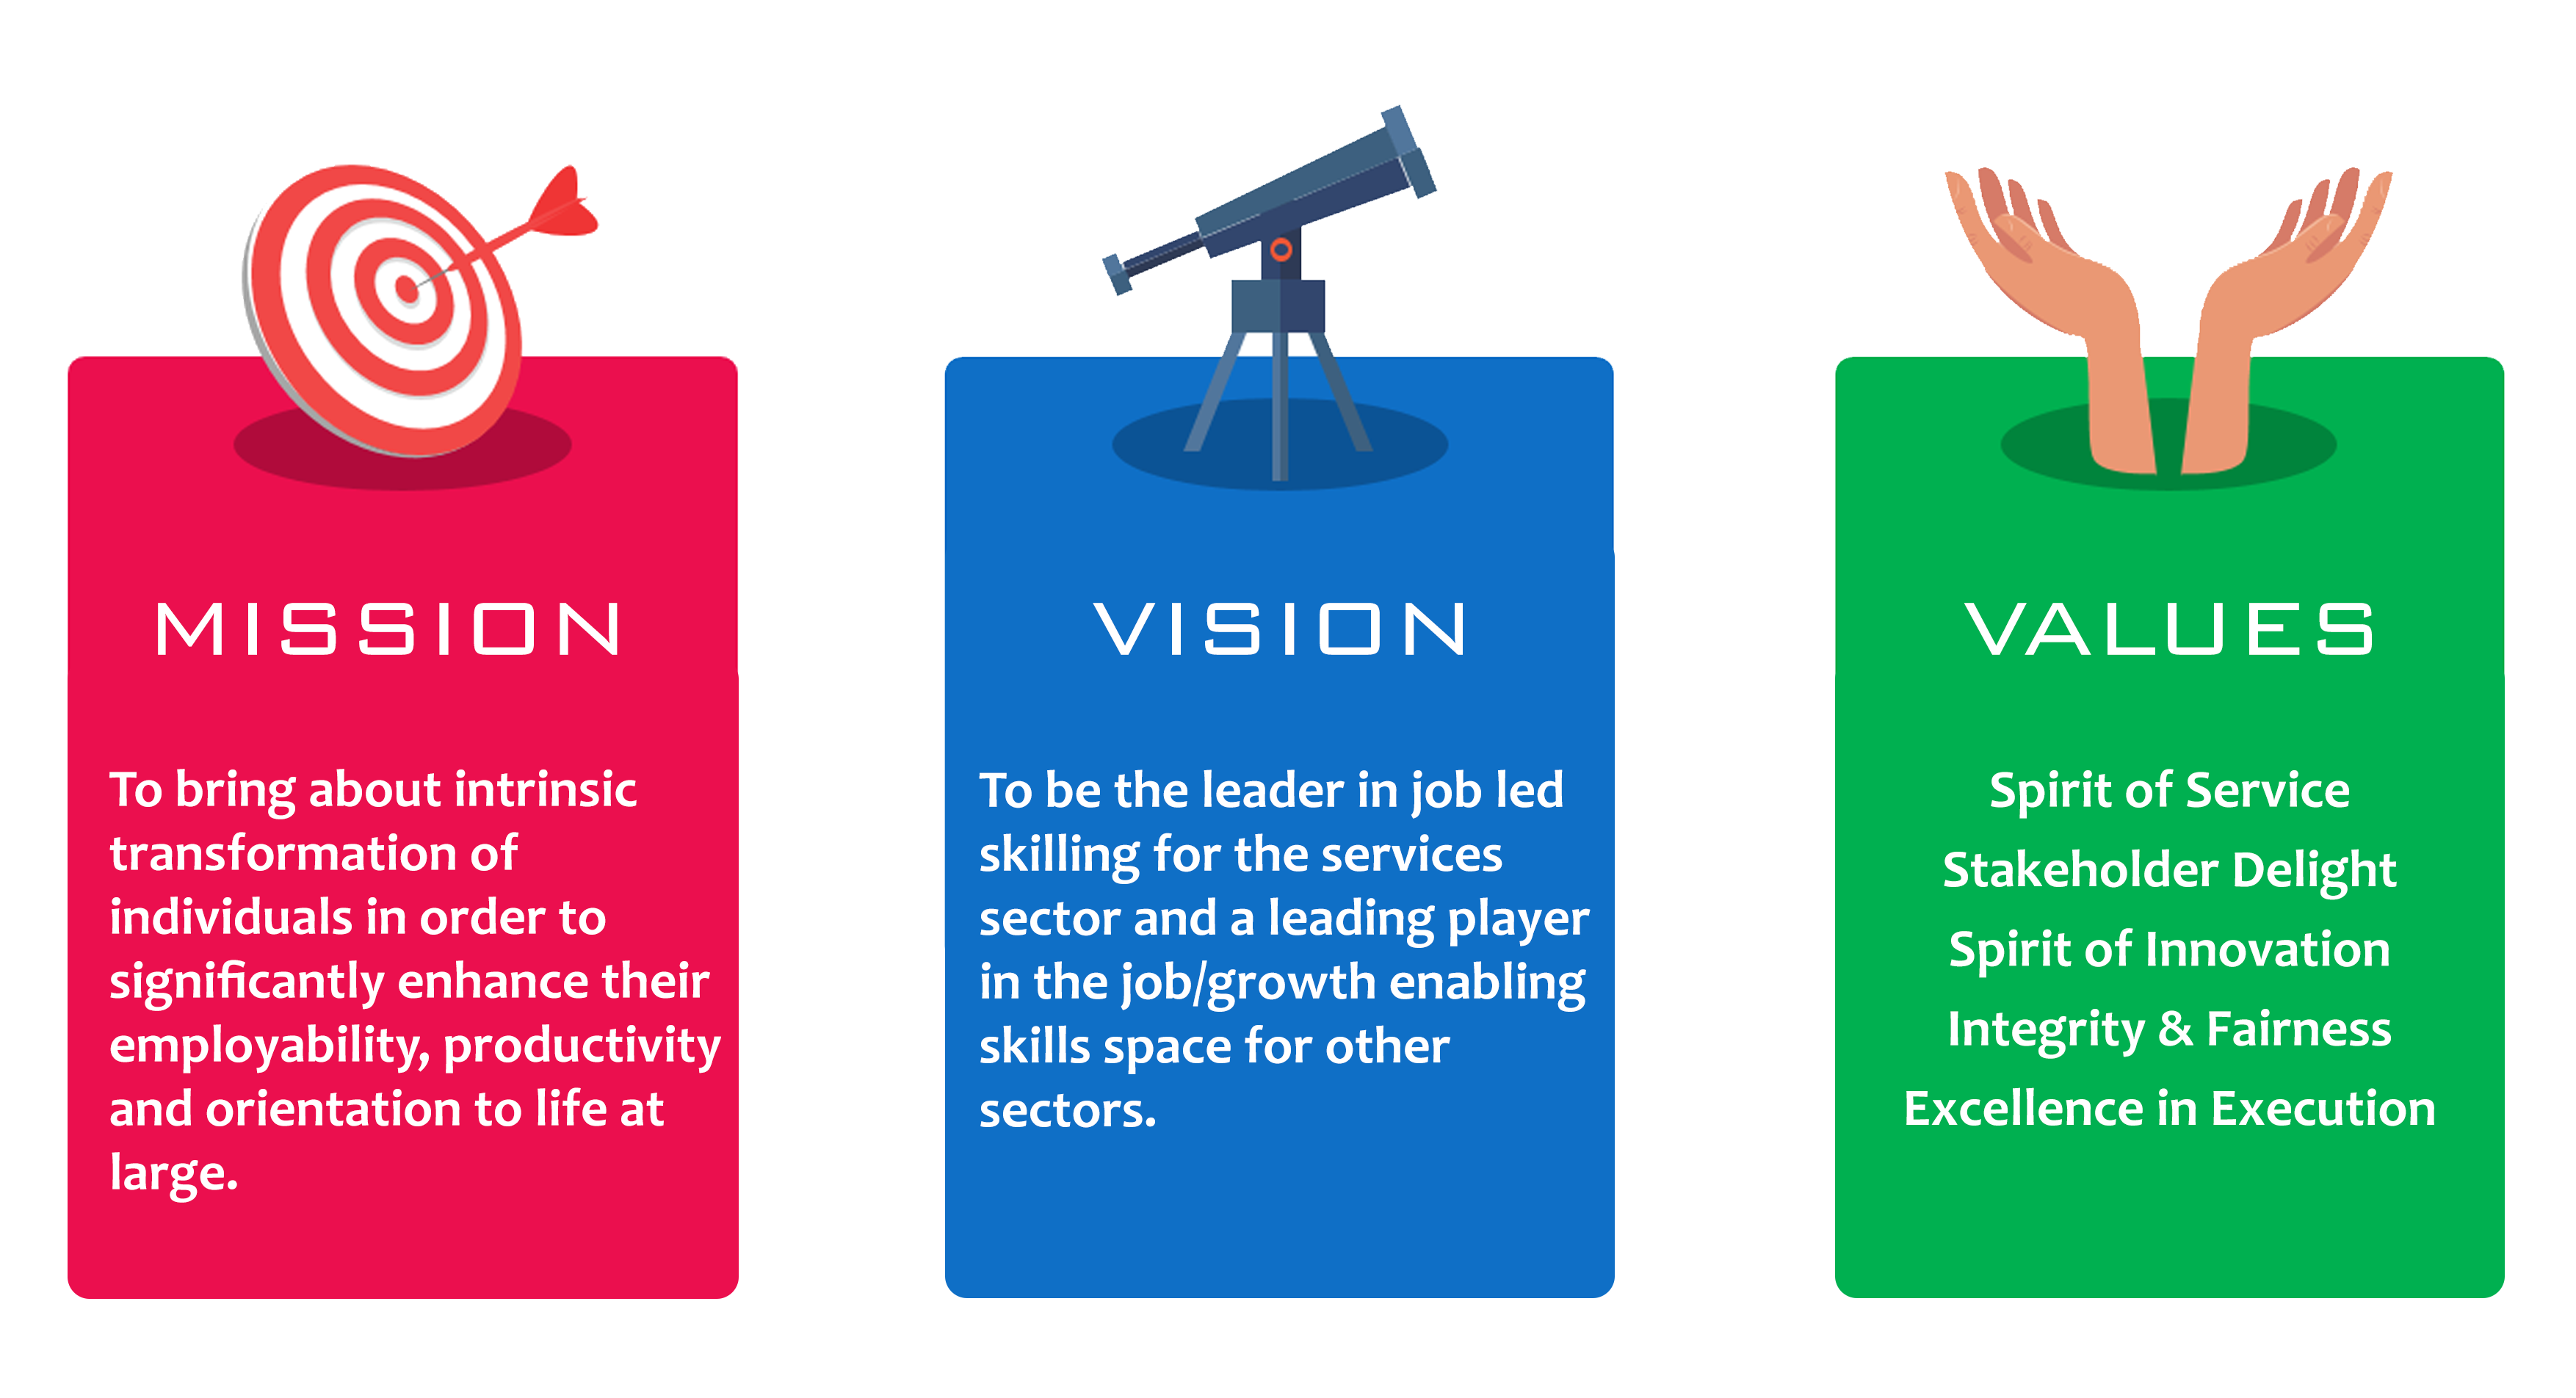 MISSION
To bring about intrinsic
transformation of
individuals in order to
significantly enhance their
employability, productivity
and orientation to life at
large.
VISION
To be the leader in job led
skilling for the services
sector and a leading player
in the job/growth enabling
skills space for other
sectors.
VALUES
Spirit of Service
Stakeholder Delight
Spirit of Innovation
Integrity & Fairness
Excellence in Execution